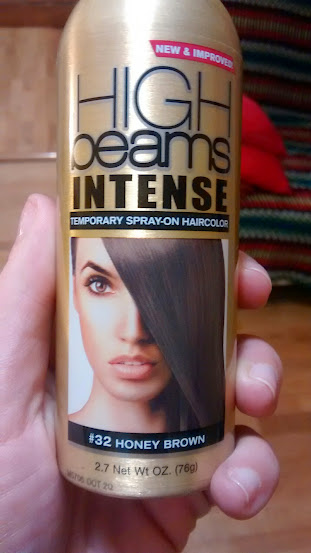 NEW & IMPROVED!
HIGH
beams
INTENSE
TEMPORARY SPRAY-ON HAIRCOLOR
#32 HONEY BROWN
2.7 Net Wt OZ. (76g)